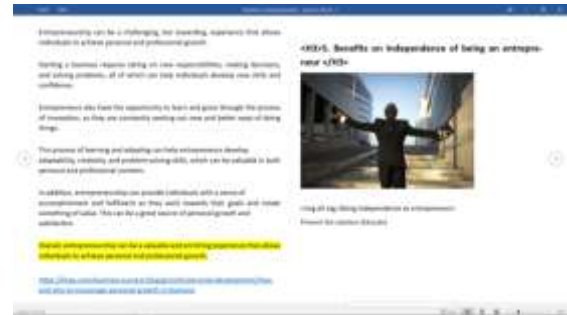 Entrepreneurship can be a challenging, but rewarding, experience that allows
individuals to achieve personal and professional growth.
Starting a business requires taking on new responsibilities, making decisions,
and solving problems, all of which can help individuals develop new skills and
confidence.
Entrepreneurs also have the opportunity to learn and grow through the process
of innovation, as they are constantly seeking out new and better ways of doing
things.
This process of learning and adapting can help entrepreneurs develop
adaptability, creativity, and problem-solving skills, which can be valuable in both
personal and professional contexts.
In addition, entrepreneurship can provide individuals with a sense of
accomplishment and fulfillment as they work towards their goals and create
something of value. This can be a great source of personal growth and
satisfaction.
Overall, entrepreneurship can be a valuable and enriching experience that allows
individuals to achieve personal and professional growth.
<H3>5. Benefits on Independence of being an entrepre-
neur </H3>